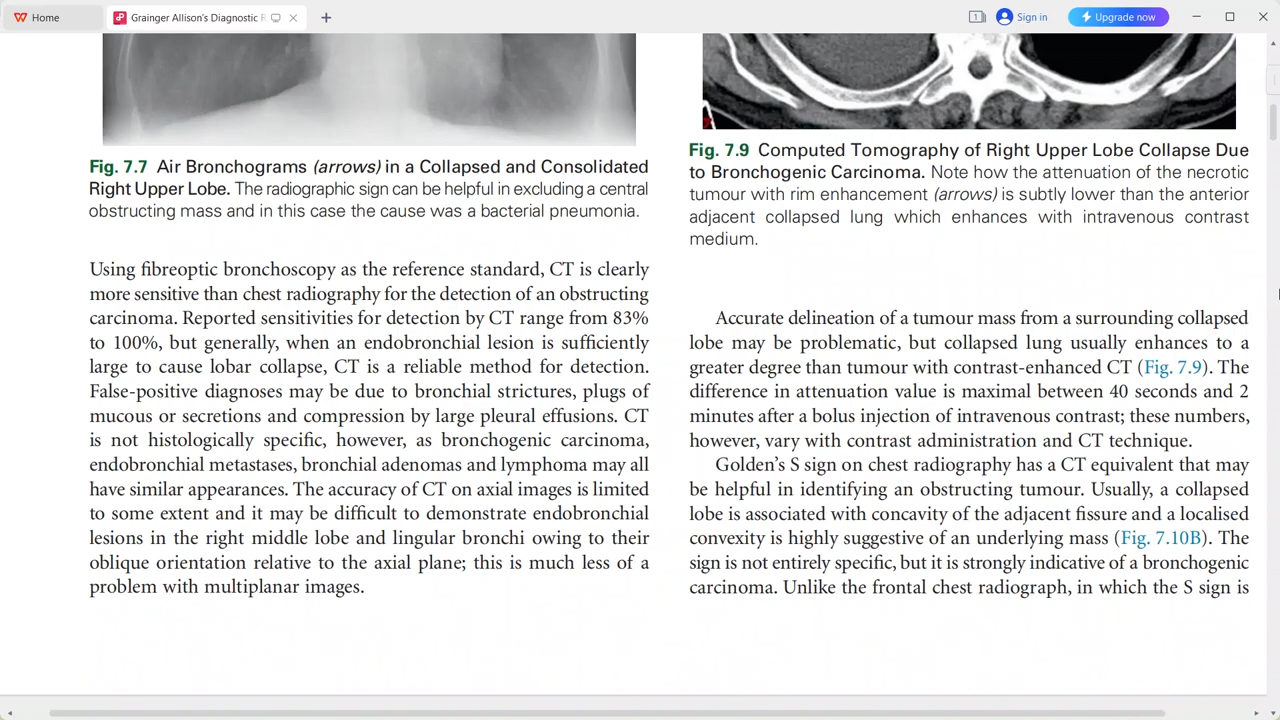 Home
Grainger Allison's Diagnostic R
1
Sign in
Upgrade now
Fig. 7.7 Air Bronchograms (arrows) in a Collapsed and Consolidated
Right Upper Lobe. The radiographic sign can be helpful in excluding a central
obstructing mass and in this case the cause was a bacterial pneumonia.
Using fibreoptic bronchoscopy as the reference standard, CT is clearly
more sensitive than chest radiography for the detection of an obstructing
carcinoma. Reported sensitivities for detection by CT range from 83%
to 100%, but generally, when an endobronchial lesion is sufficiently
large to cause lobar collapse, CT is a reliable method for detection.
False-positive diagnoses may be due to bronchial strictures, plugs of
mucous or secretions and compression by large pleural effusions. CT
is not histologically specific, however, as bronchogenic carcinoma,
endobronchial metastases, bronchial adenomas and lymphoma may all
have similar appearances. The accuracy of CT on axial images is limited
to some extent and it may be difficult to demonstrate endobronchial
lesions in the right middle lobe and lingular bronchi owing to their
oblique orientation relative to the axial plane; this is much less of a
problem with multiplanar images.
Fig. 7.9 Computed Tomography of Right Upper Lobe Collapse Due
to Bronchogenic Carcinoma. Note how the attenuation of the necrotic
tumour with rim enhancement (arrows) is subtly lower than the anterior
adjacent collapsed lung which enhances with intravenous contrast
medium.
Accurate delineation of a tumour mass from a surrounding collapsed
lobe may be problematic, but collapsed lung usually enhances to a
greater degree than tumour with contrast-enhanced CT (Fig. 7.9). The
difference in attenuation value is maximal between 40 seconds and 2
minutes after a bolus injection of intravenous contrast; these numbers,
however, vary with contrast administration and CT technique.
Golden's S sign on chest radiography has a CT equivalent that may
be helpful in identifying an obstructing tumour. Usually, a collapsed
lobe is associated with concavity of the adjacent fissure and a localised
convexity is highly suggestive of an underlying mass (Fig. 7.10B). The
sign is not entirely specific, but it is strongly indicative of a bronchogenic
carcinoma. Unlike the frontal chest radiograph, in which the S sign is